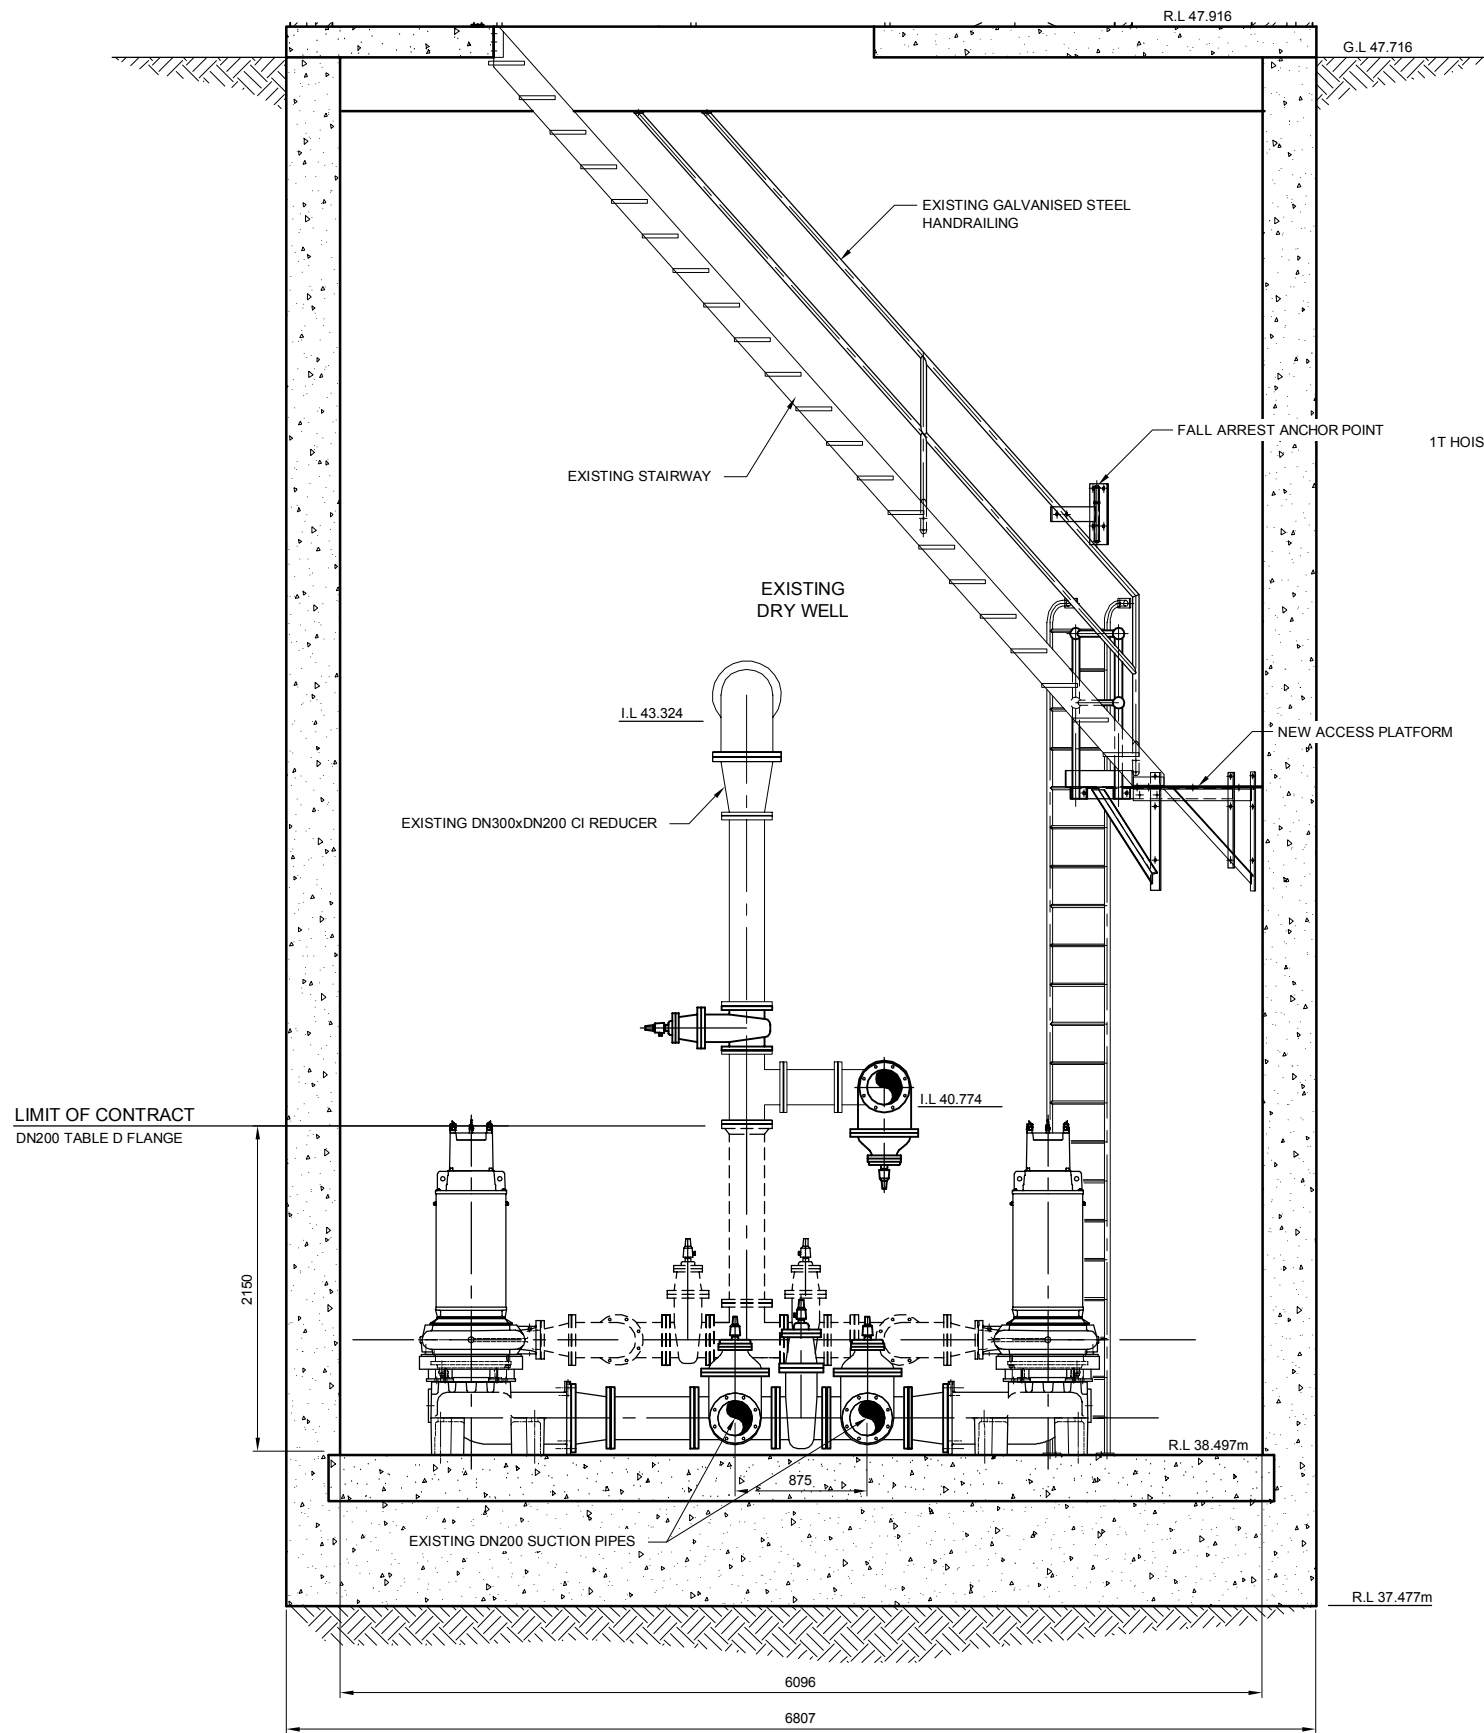 R.L 47.916
G.L 47.716
EXISTING GALVANISED STEEL
HANDRAILING
FALL ARREST ANCHOR POINT
1T HOIS
EXISTING STAIRWAY
EXISTING
DRY WELL
I.L 43.324
NEW ACCESS PLATFORM
EXISTING DN300xDN200 CI REDUCER
I.L 40.774
LIMIT OF CONTRACT
DN200 TABLE D FLANGE
2150
R.L 38.497m
875
EXISTING DN200 SUCTION PIPES
R.L 37.477m
6096
6807